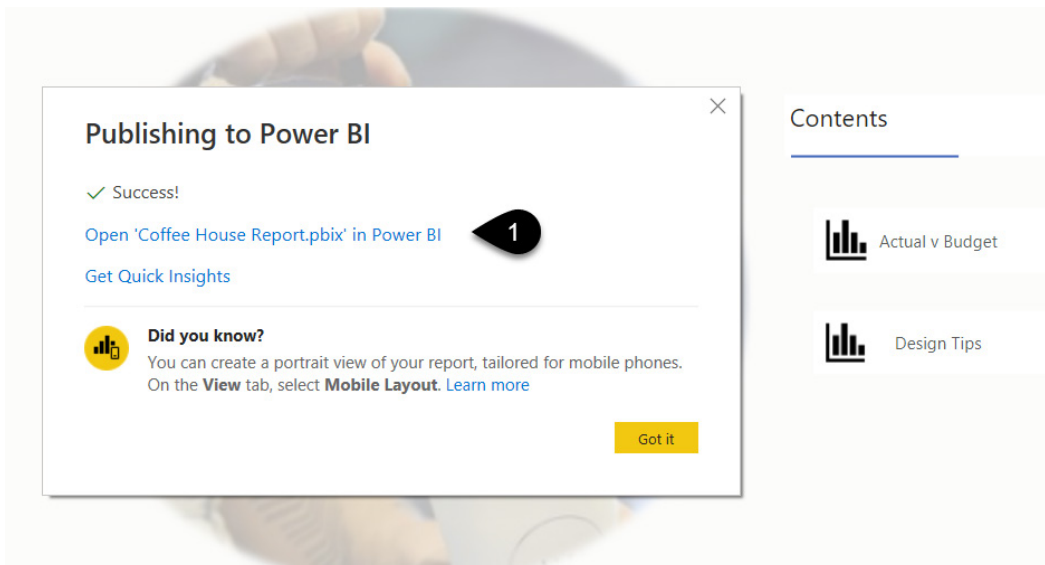 Publishing to Power BI
Success!
Open 'Coffee House Report.pbix' in Power BI
1
Get Quick Insights
Did you know?
You can create a portrait view of your report, tailored for mobile phones.
On the View tab, select Mobile Layout. Learn more
Got it
Contents
Actual v Budget
Design Tips